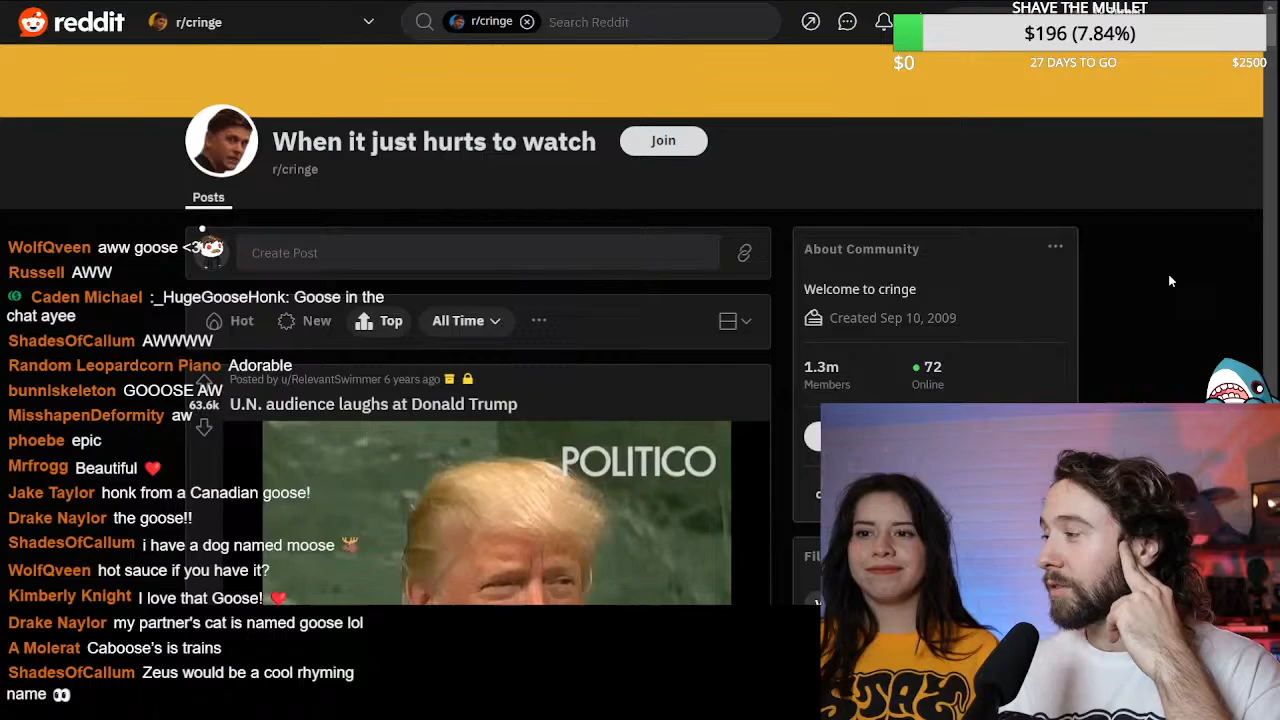 reddit
r/cringe
r/cringe
Search Reddit
SHAVE THE MULLET
$196 (7.84%)
$0
27 DAYS TO GO
$2500
When it just hurts to watch
Join
r/cringe
Posts
Create Post
Hot
New
Top
All Time
Posted by u/RelevantSwimmer 6 years ago
63.6k
U.N. audience laughs at Donald Trump
POLITICO
About Community
Welcome to cringe
Created Sep 10, 2009
1.3m
72
Members
Online
WolfQveen aww goose <3
Russell AWW
Caden Michael :_HugeGooseHonk: Goose in the
chat ayee
ShadesOfCallum AWWWW
Random Leopardcorn Piano Adorable
bunniskeleton GOOOSE AW
MisshapenDeformity aw
phoebe epic
Mrfrogg Beautiful ❤️
Jake Taylor honk from a Canadian goose!
Drake Naylor the goose!!
ShadesOfCallum i have a dog named moose 🫎
WolfQveen hot sauce if you have it?
Kimberly Knight I love that Goose! ❤️
Drake Naylor my partner's cat is named goose lol
A Molerat Caboose's is trains
ShadesOfCallum Zeus would be a cool rhyming
name 👀
Fil
STAY